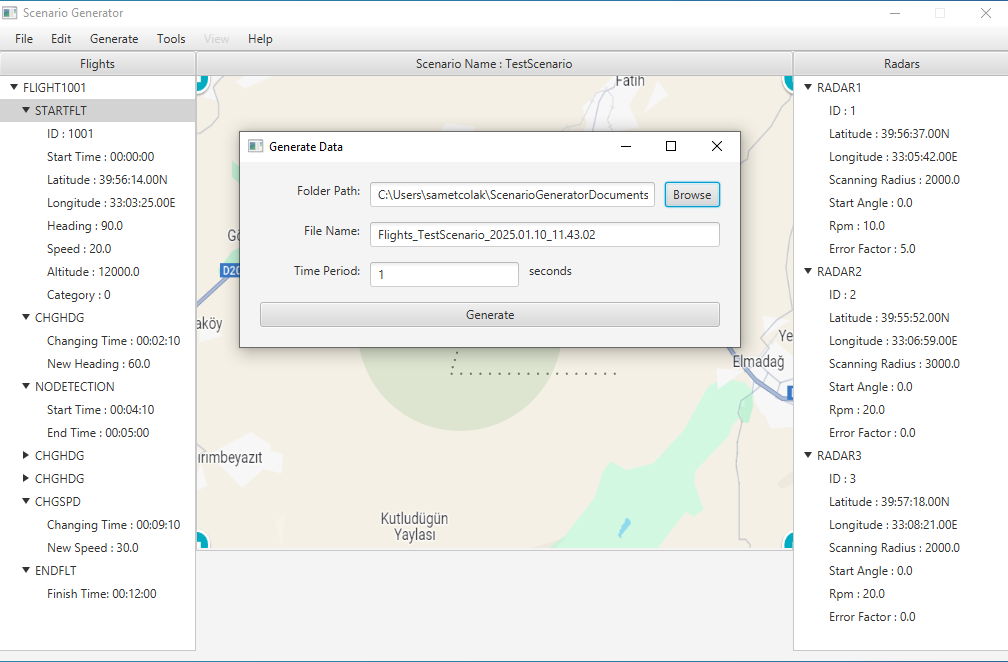 Scenario Generator
File Edit Generate Tools View Help
Flights
FLIGHT1001
STARTFLT
ID : 1001
Start Time : 00:00:00
Latitude : 39:56:14.00N
Longitude : 33:03:25.00E
Heading : 90.0
Speed : 20.0
Altitude : 12000.0
Category : 0
CHGHDG
Changing Time : 00:02:10
New Heading : 60.0
NODETECTION
Start Time : 00:04:10
End Time : 00:05:00
CHGHDG
CHGHDG
CHGSPD
Changing Time : 00:09:10
New Speed : 30.0
ENDFLT
Finish Time: 00:12:00
Scenario Name : TestScenario
Fatih
Generate Data
Folder Path: C:\Users\sametcolak\ScenarioGeneratorDocuments Browse
File Name: Flights_TestScenario_2025.01.10_11.43.02
Time Period: 1 seconds
Generate
Gö
D20
aköy
Ye
Elmadağ
D
ırımbeyazıt
Kutludüğün
Yaylası
Radars
RADAR1
ID : 1
Latitude : 39:56:37.00N
Longitude : 33:05:42.00E
Scanning Radius : 2000.0
Start Angle : 0.0
Rpm : 10.0
Error Factor : 5.0
RADAR2
ID : 2
Latitude : 39:55:52.00N
Longitude : 33:06:59.00E
Scanning Radius : 3000.0
Start Angle : 0.0
Rpm : 20.0
Error Factor : 0.0
RADAR3
ID : 3
Latitude : 39:57:18.00N
Longitude : 33:08:21.00E
Scanning Radius : 2000.0
Start Angle : 0.0
Rpm : 20.0
Error Factor : 0.0